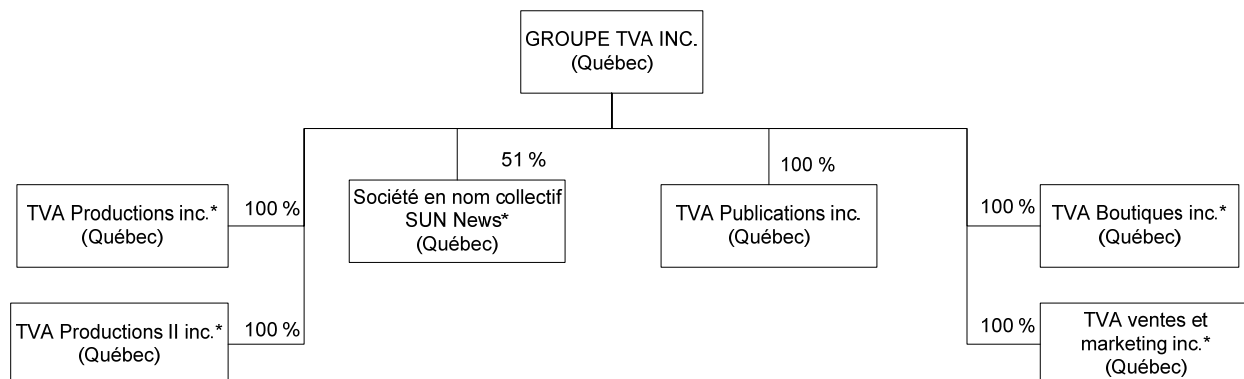 GROUPE TVA INC.
(Québec)
51 %
100 %
TVA Productions inc.*
(Québec)
100 %
Société en nom collectif
SUN News*
(Québec)
TVA Publications inc.
(Québec)
100 %
TVA Boutiques inc.*
(Québec)
TVA Productions II inc.*
(Québec)
100 %
100 %
TVA ventes et
marketing inc.*
(Québec)